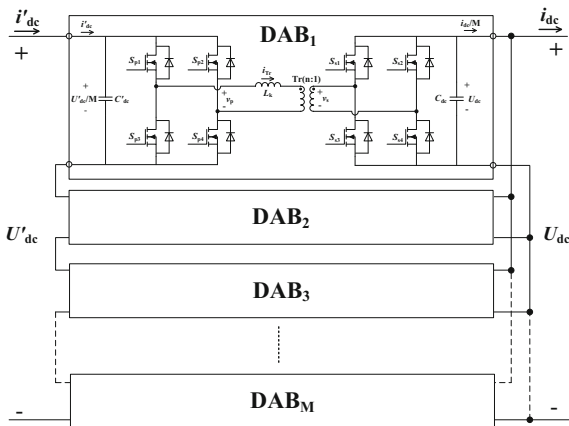 i'dc
i'dc
DAB1
idc/M
idc
+
+
Sp1
Sp2
Ss1
Ss2
iTr
Tr(n:1)
+
U'dc/M
-
C'dc
Lk
+
vp
-
+
vs
-
Cdc
+
Udc
-
Sp3
Sp4
Ss3
Ss4
DAB2
U'dc
Udc
DAB3
DABM
-
-